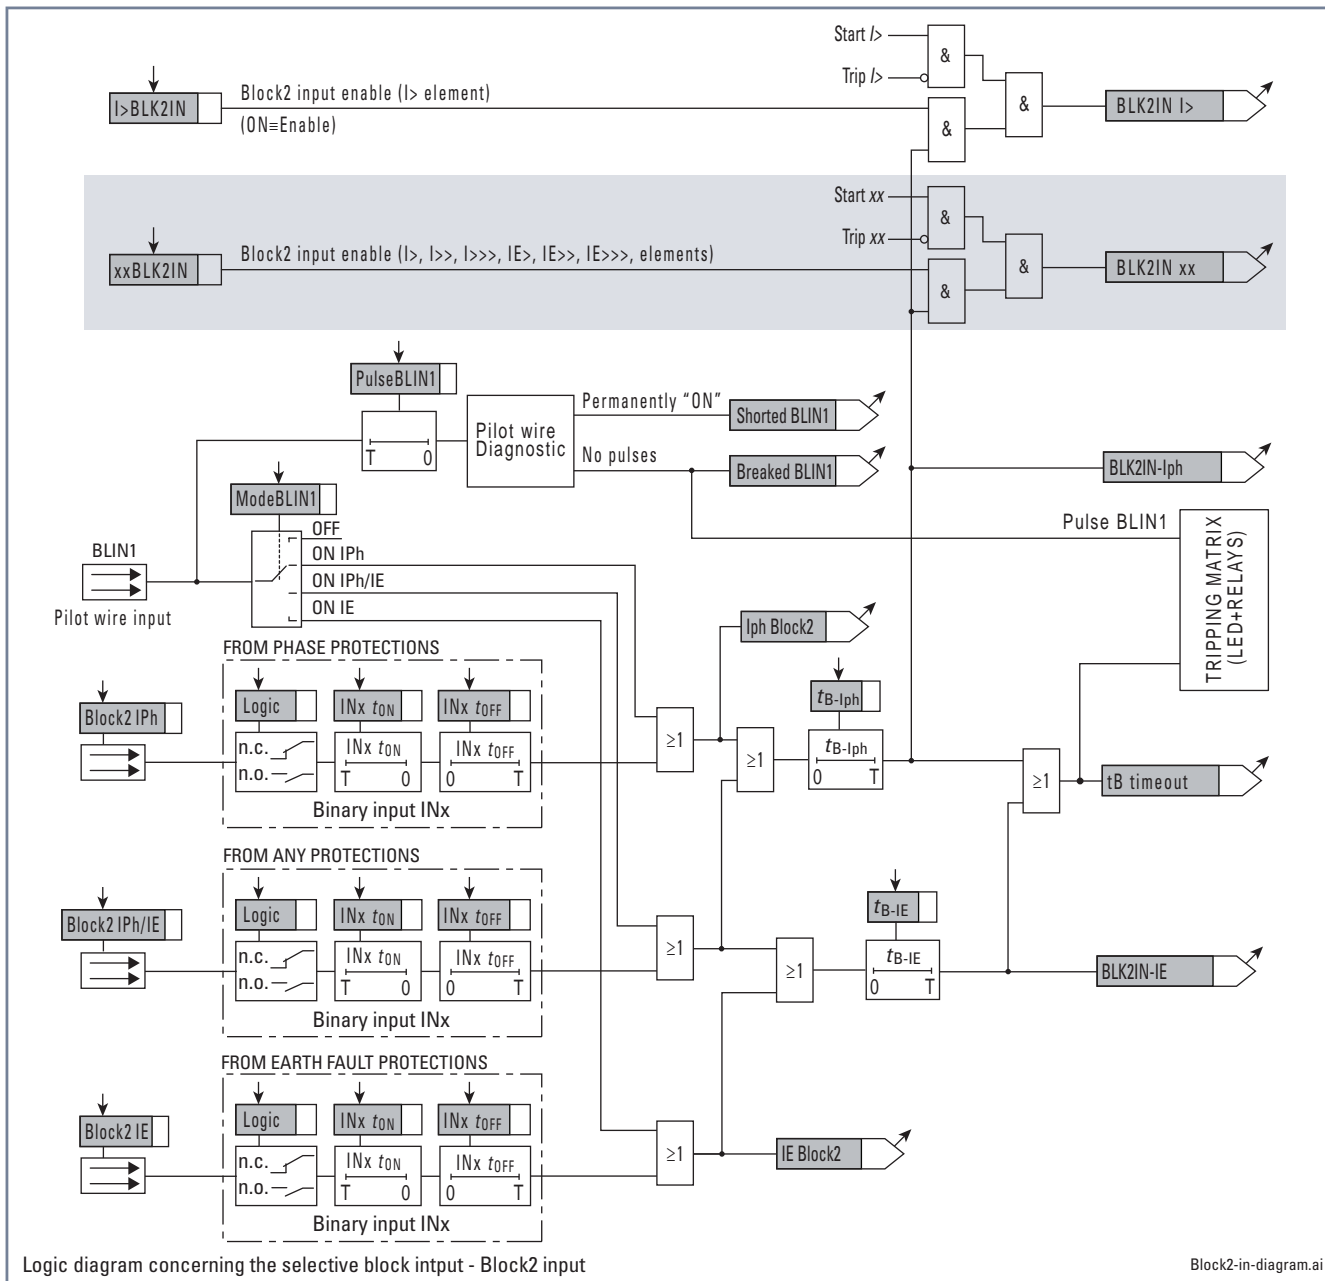 Start I>
&
Trip I>
I>BLK2IN
Block2 input enable (I> element)
(ON≡Enable)
&
&
BLK2IN I>
Start xx
&
Trip xx
xxBLK2IN
Block2 input enable (I>, I>>, I>>>, IE>, IE>>, IE>>>, elements)
&
&
BLK2IN xx
PulseBLIN1
T 0
Pilot wire
Diagnostic
Permanently “ON”
Shorted BLIN1
No pulses
Breaked BLIN1
BLK2IN-Iph
ModeBLIN1
Pulse BLIN1
TRIPPING MATRIX
(LED+RELAYS)
OFF
ON IPh
ON IPh/IE
ON IE
BLIN1
Pilot wire input
Iph Block2
FROM PHASE PROTECTIONS
Block2 IPh
Logic
INx tON
INx tOFF
n.c.
n.o.
INx tON
T 0
INx tOFF
0 T
Binary input INx
≥1
≥1
tB-Iph
tB-Iph
0 T
≥1
tB timeout
FROM ANY PROTECTIONS
Block2 IPh/IE
Logic
INx tON
INx tOFF
n.c.
n.o.
INx tON
T 0
INx tOFF
0 T
Binary input INx
≥1
≥1
tB-IE
tB-IE
0 T
BLK2IN-IE
FROM EARTH FAULT PROTECTIONS
Block2 IE
Logic
INx tON
INx tOFF
n.c.
n.o.
INx tON
T 0
INx tOFF
0 T
Binary input INx
≥1
IE Block2
Logic diagram concerning the selective block intput - Block2 input
Block2-in-diagram.ai